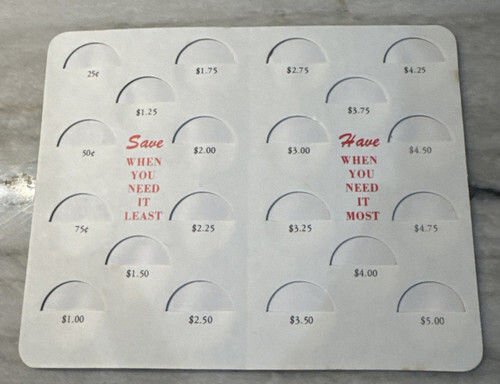 25¢ $1.75 $2.75 $4.25
$1.25 $3.75
Save
WHEN
YOU
NEED
IT
LEAST
Have
WHEN
YOU
NEED
IT
MOST
50¢ $2.00 $3.00 $4.50
75¢ $2.25 $3.25 $4.75
$1.50 $4.00
$1.00 $2.50 $3.50 $5.00